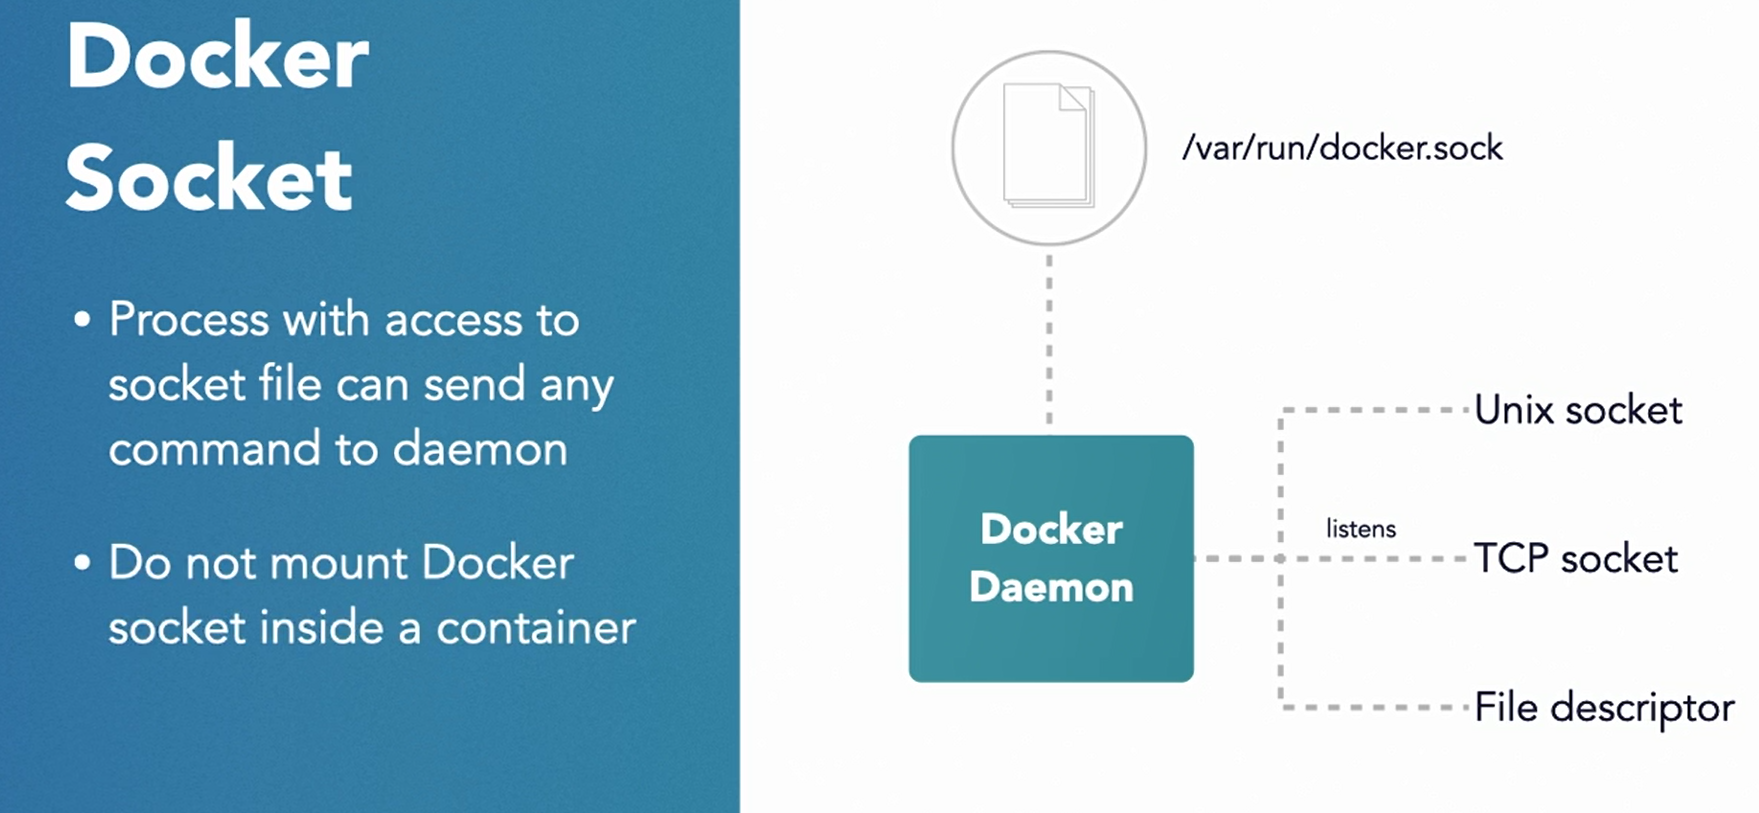 Docker
Socket
• Process with access to
socket file can send any
command to daemon
• Do not mount Docker
socket inside a container
/var/run/docker.sock
Docker
Daemon
listens
Unix socket
TCP socket
File descriptor